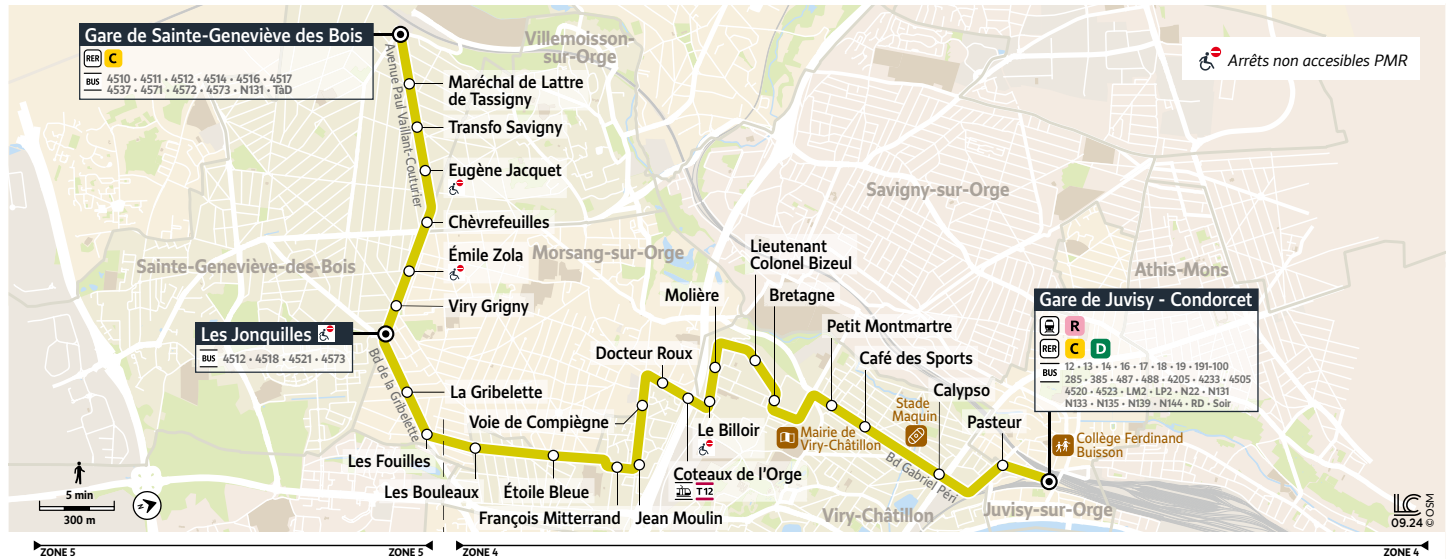 Gare de Sainte-Geneviève des Bois
RER C
BUS 4510 • 4511 • 4512 • 4514 • 4516 • 4517
4537 • 4571 • 4572 • 4573 • N131 • TàD
Villemoisson-
sur-Orge
Arrêts non accesibles PMR
Avenue Paul Vaillant-Couturier
Maréchal de Lattre
de Tassigny
Transfo Savigny
Eugène Jacquet
Chèvrefeuilles
Émile Zola
Viry Grigny
Savigny-sur-Orge
Morsang-sur-Orge
Sainte-Geneviève-des-Bois
Athis-Mons
Les Jonquilles
BUS 4512 • 4518 • 4521 • 4573
Bd de la Gribelette
La Gribelette
Les Fouilles
Les Bouleaux
Étoile Bleue
François Mitterrand
Jean Moulin
Voie de Compiègne
Docteur Roux
Coteaux de l'Orge
T 12
Le Billoir
Molière
Lieutenant
Colonel Bizeul
Bretagne
Petit Montmartre
Café des Sports
Mairie de
Viry-Châtillon
Stade
Maquin
Calypso
Bd Gabriel Péri
Pasteur
Gare de Juvisy - Condorcet
R
RER C D
BUS 12 • 13 • 14 • 16 • 17 • 18 • 19 • 191-100
285 • 385 • 487 • 488 • 4205 • 4233 • 4505
4520 • 4523 • LM2 • LP2 • N22 • N131
N133 • N135 • N139 • N144 • RD • Soir
Collège Ferdinand
Buisson
Viry-Châtillon
Juvisy-sur-Orge
5 min
300 m
LC
09.24 © OSM
ZONE 5
ZONE 5
ZONE 4
ZONE 4